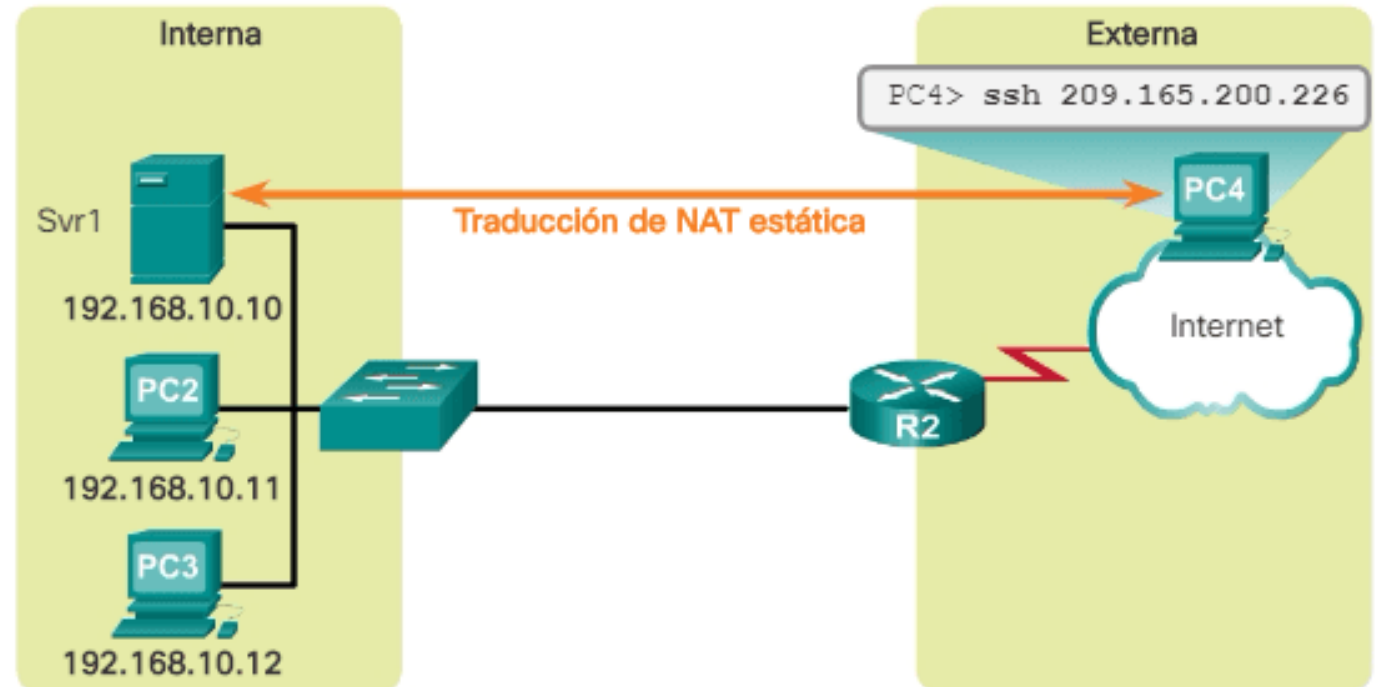 Interna
Externa
PC4> ssh 209.165.200.226
Svr1
Traducción de NAT estática
PC4
192.168.10.10
Internet
PC2
R2
192.168.10.11
PC3
192.168.10.12